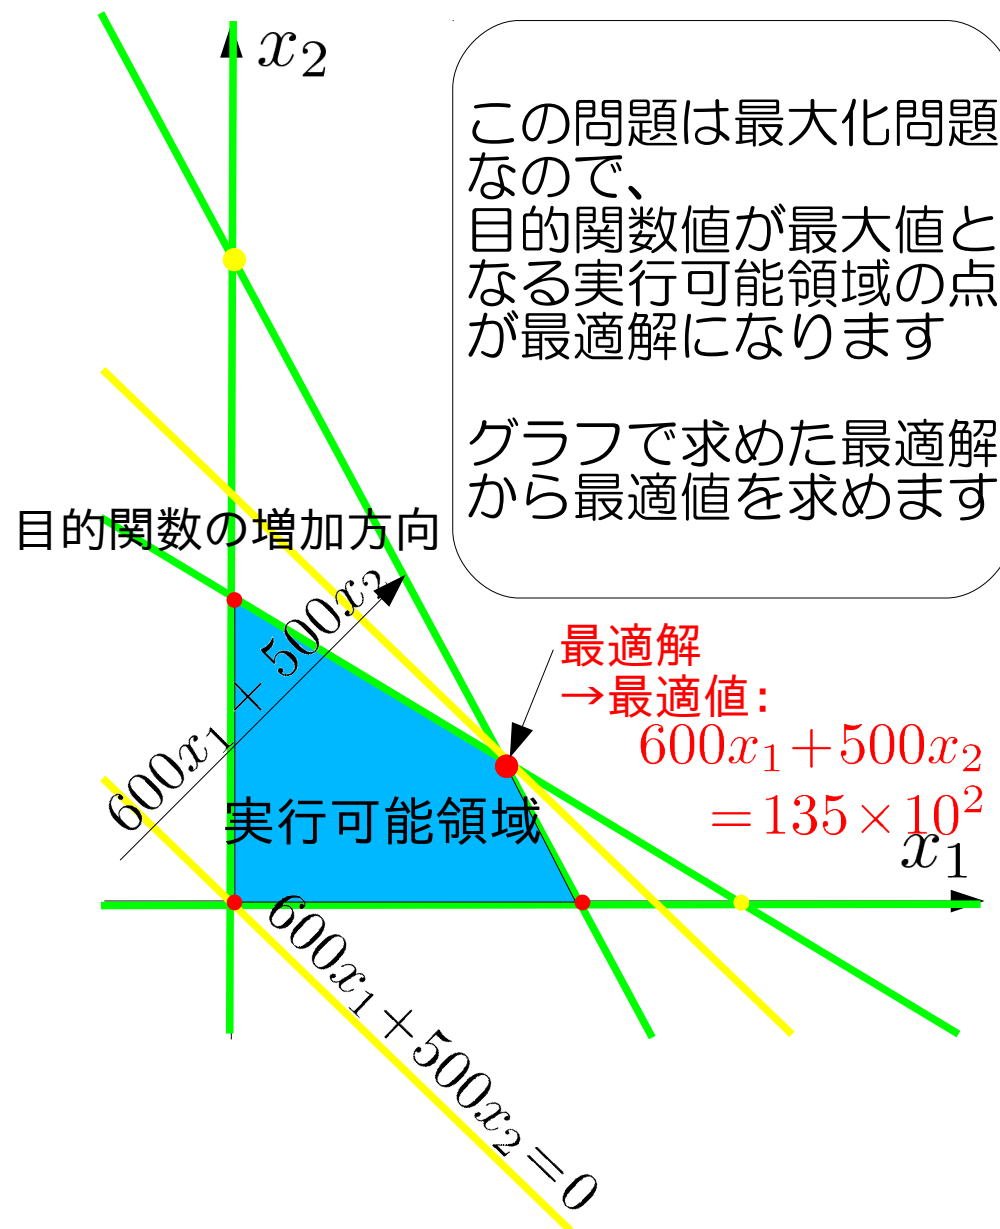 x₂
この問題は最大化問題
なので、
目的関数値が最大値と
なる実行可能領域の点
が最適解になります
グラフで求めた最適解
から最適値を求めます
目的関数の増加方向
600x₁+500x₂
最適解
→最適値:
600x₁+500x₂
=135×10²
実行可能領域
x₁
600x₁+500x₂=0